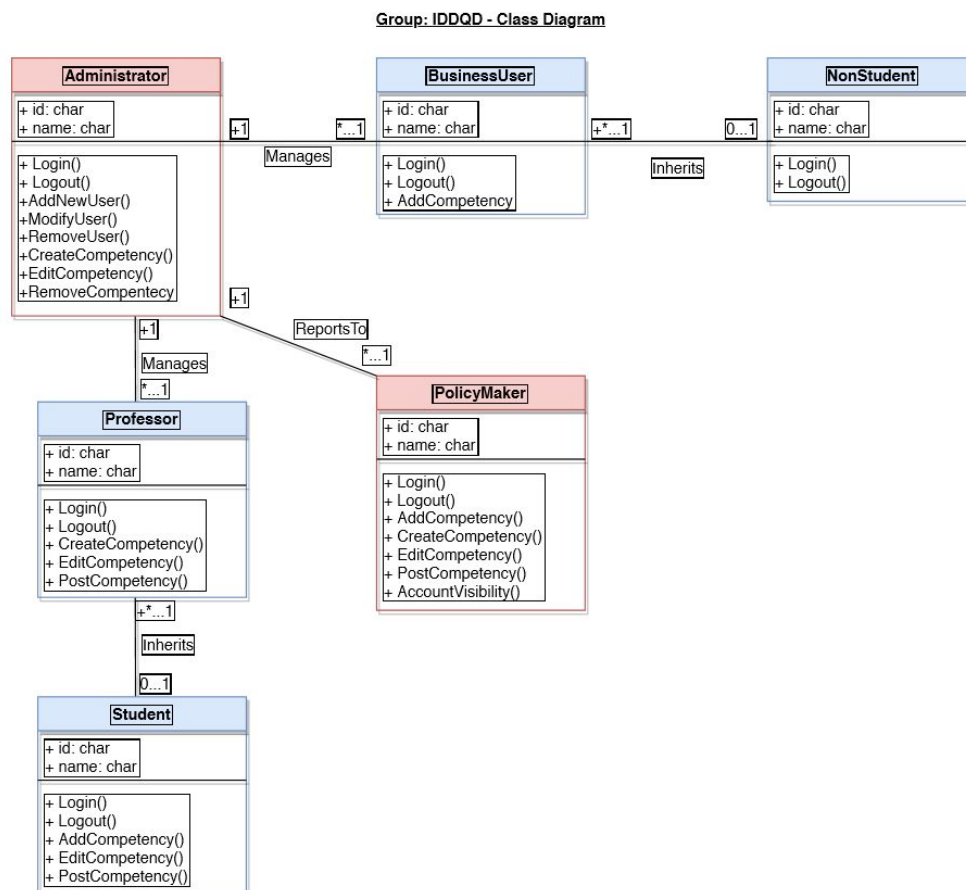 Group: IDDQD - Class Diagram
Administrator
+ id: char
+ name: char
+ Login()
+ Logout()
+AddNewUser()
+ModifyUser()
+RemoveUser()
+CreateCompetency()
+EditCompetency()
+RemoveCompentecy
+1
*...1
Manages
BusinessUser
+ id: char
+ name: char
+ Login()
+ Logout()
+ AddCompetency
+*...1
0...1
Inherits
NonStudent
+ id: char
+ name: char
+ Login()
+ Logout()
+1
ReportsTo
*...1
+1
Manages
*...1
PolicyMaker
+ id: char
+ name: char
+ Login()
+ Logout()
+ AddCompetency()
+ CreateCompetency()
+ EditCompetency()
+ PostCompetency()
+ AccountVisibility()
Professor
+ id: char
+ name: char
+ Login()
+ Logout()
+ CreateCompetency()
+ EditCompetency()
+ PostCompetency()
+*...1
Inherits
0...1
Student
+ id: char
+ name: char
+ Login()
+ Logout()
+ AddCompetency()
+ EditCompetency()
+ PostCompetency()